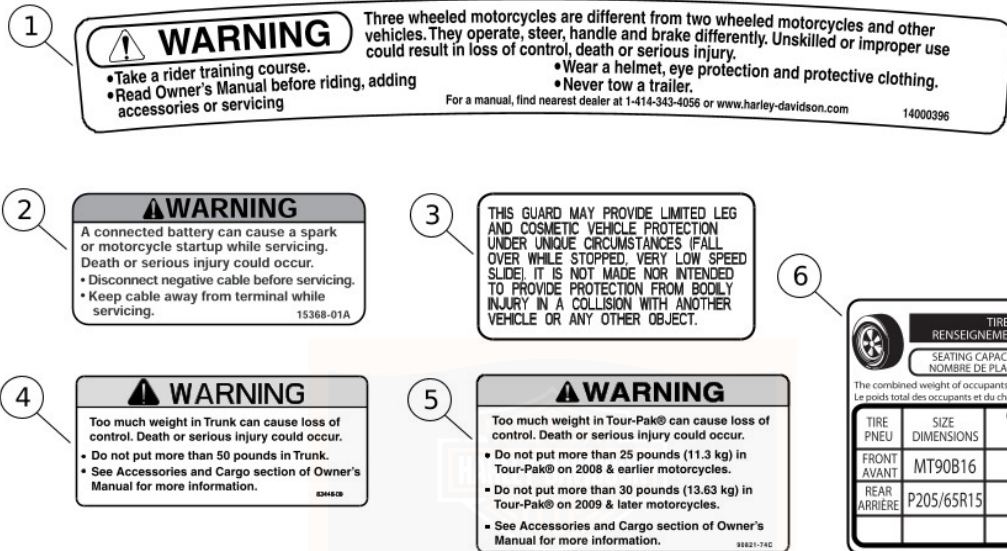 1
WARNING
Three wheeled motorcycles are different from two wheeled motorcycles and other
vehicles. They operate, steer, handle and brake differently. Unskilled or improper use
could result in loss of control, death or serious injury.
•Take a rider training course.
•Read Owner's Manual before riding, adding
accessories or servicing
•Wear a helmet, eye protection and protective clothing.
•Never tow a trailer.
For a manual, find nearest dealer at 1-414-343-4056 or www.harley-davidson.com
14000396
2
WARNING
A connected battery can cause a spark
or motorcycle startup while servicing.
Death or serious injury could occur.
• Disconnect negative cable before servicing.
• Keep cable away from terminal while
servicing.
15368-01A
3
THIS GUARD MAY PROVIDE LIMITED LEG
AND COSMETIC VEHICLE PROTECTION
UNDER UNIQUE CIRCUMSTANCES (FALL
OVER WHILE STOPPED, VERY LOW SPEED
SLIDE). IT IS NOT MADE NOR INTENDED
TO PROVIDE PROTECTION FROM BODILY
INJURY IN A COLLISION WITH ANOTHER
VEHICLE OR ANY OTHER OBJECT.
4
WARNING
Too much weight in Trunk can cause loss of
control. Death or serious injury could occur.
• Do not put more than 50 pounds in Trunk.
• See Accessories and Cargo section of Owner's
Manual for more information.
83448-09
5
WARNING
Too much weight in Tour-Pak® can cause loss of
control. Death or serious injury could occur.
• Do not put more than 25 pounds (11.3 kg) in
Tour-Pak® on 2008 & earlier motorcycles.
- Do not put more than 30 pounds (13.63 kg) in
Tour-Pak® on 2009 & later motorcycles.
- See Accessories and Cargo section of Owner's
Manual for more information.
90821-74C
6
TIRE
RENSEIGNEME
SEATING CAPAC
NOMBRE DE PLA
The combined weight of occupants
Le poids total des occupants et du ch
TIRE
PNEU
SIZE
DIMENSIONS
FRONT
AVANT
MT90B16
REAR
ARRIÈRE
P205/65R15